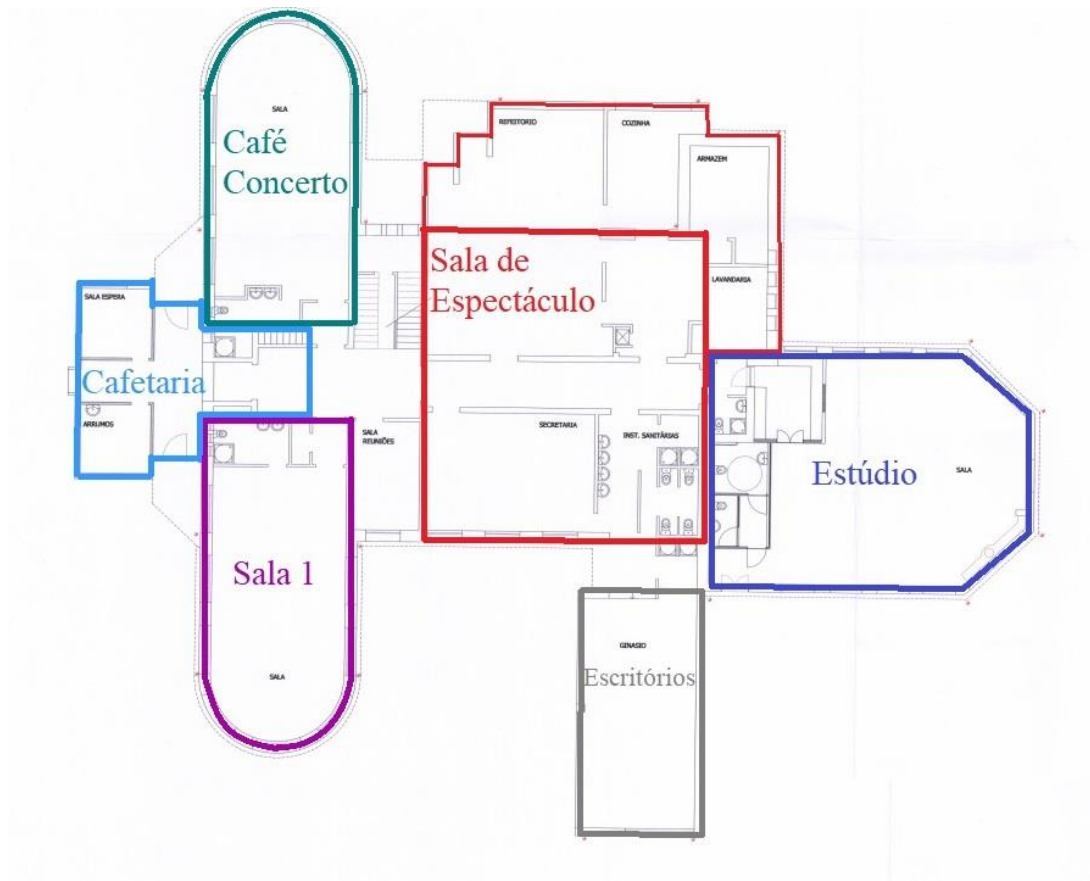 SALA
Café
Concerto
REFEITORIO
COZINHA
ARMAZEM
Sala de
Espectáculo
LAVANDARIA
SALA ESPERA
Cafetaria
ARRUMOS
SALA
REUNIÕES
SECRETARIA
INST. SANITÁRIAS
Estúdio
SALA
Sala 1
SALA
GINASIO
Escritórios